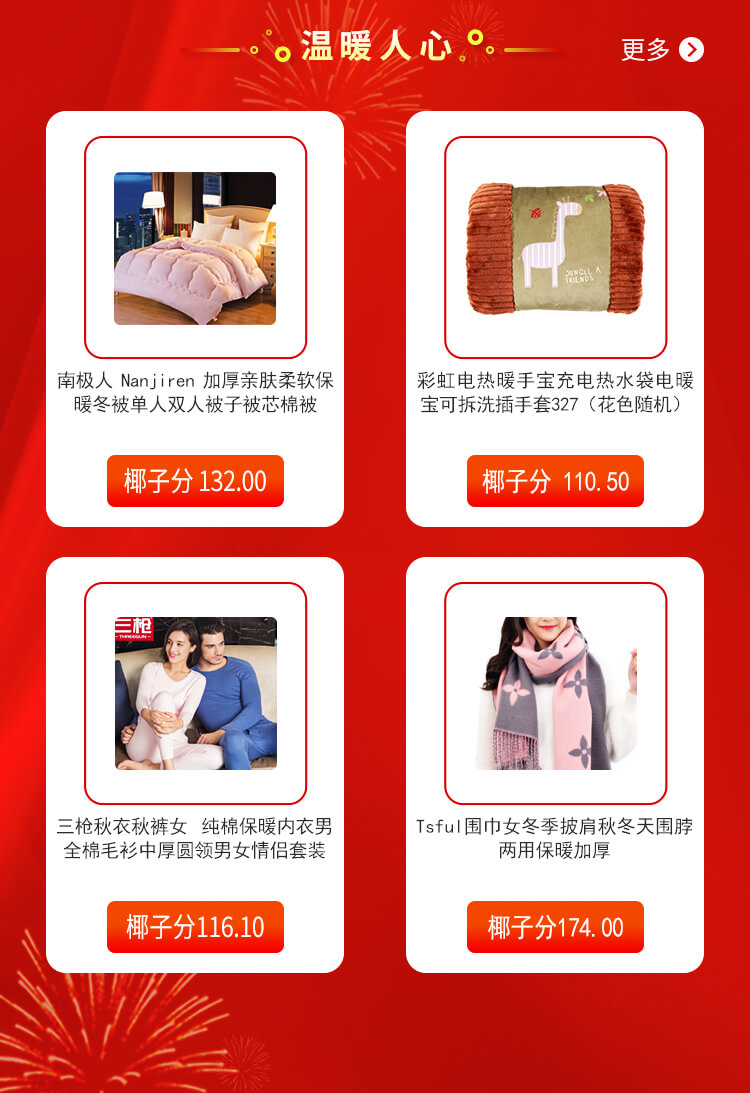 温暖人心
更多
JUNGLE
FRIENDS
南极人 Nanjiren 加厚亲肤柔软保
暖冬被单人双人被子被芯棉被
彩虹电热暖手宝充电热水袋电暖
宝可拆洗插手套327（花色随机）
椰子分 132.00
椰子分 110.50
三枪
THREEGUN
三枪秋衣秋裤女 纯棉保暖内衣男
全棉毛衫中厚圆领男女情侣套装
Tsful围巾女冬季披肩秋冬天围脖
两用保暖加厚
椰子分116.10
椰子分174.00